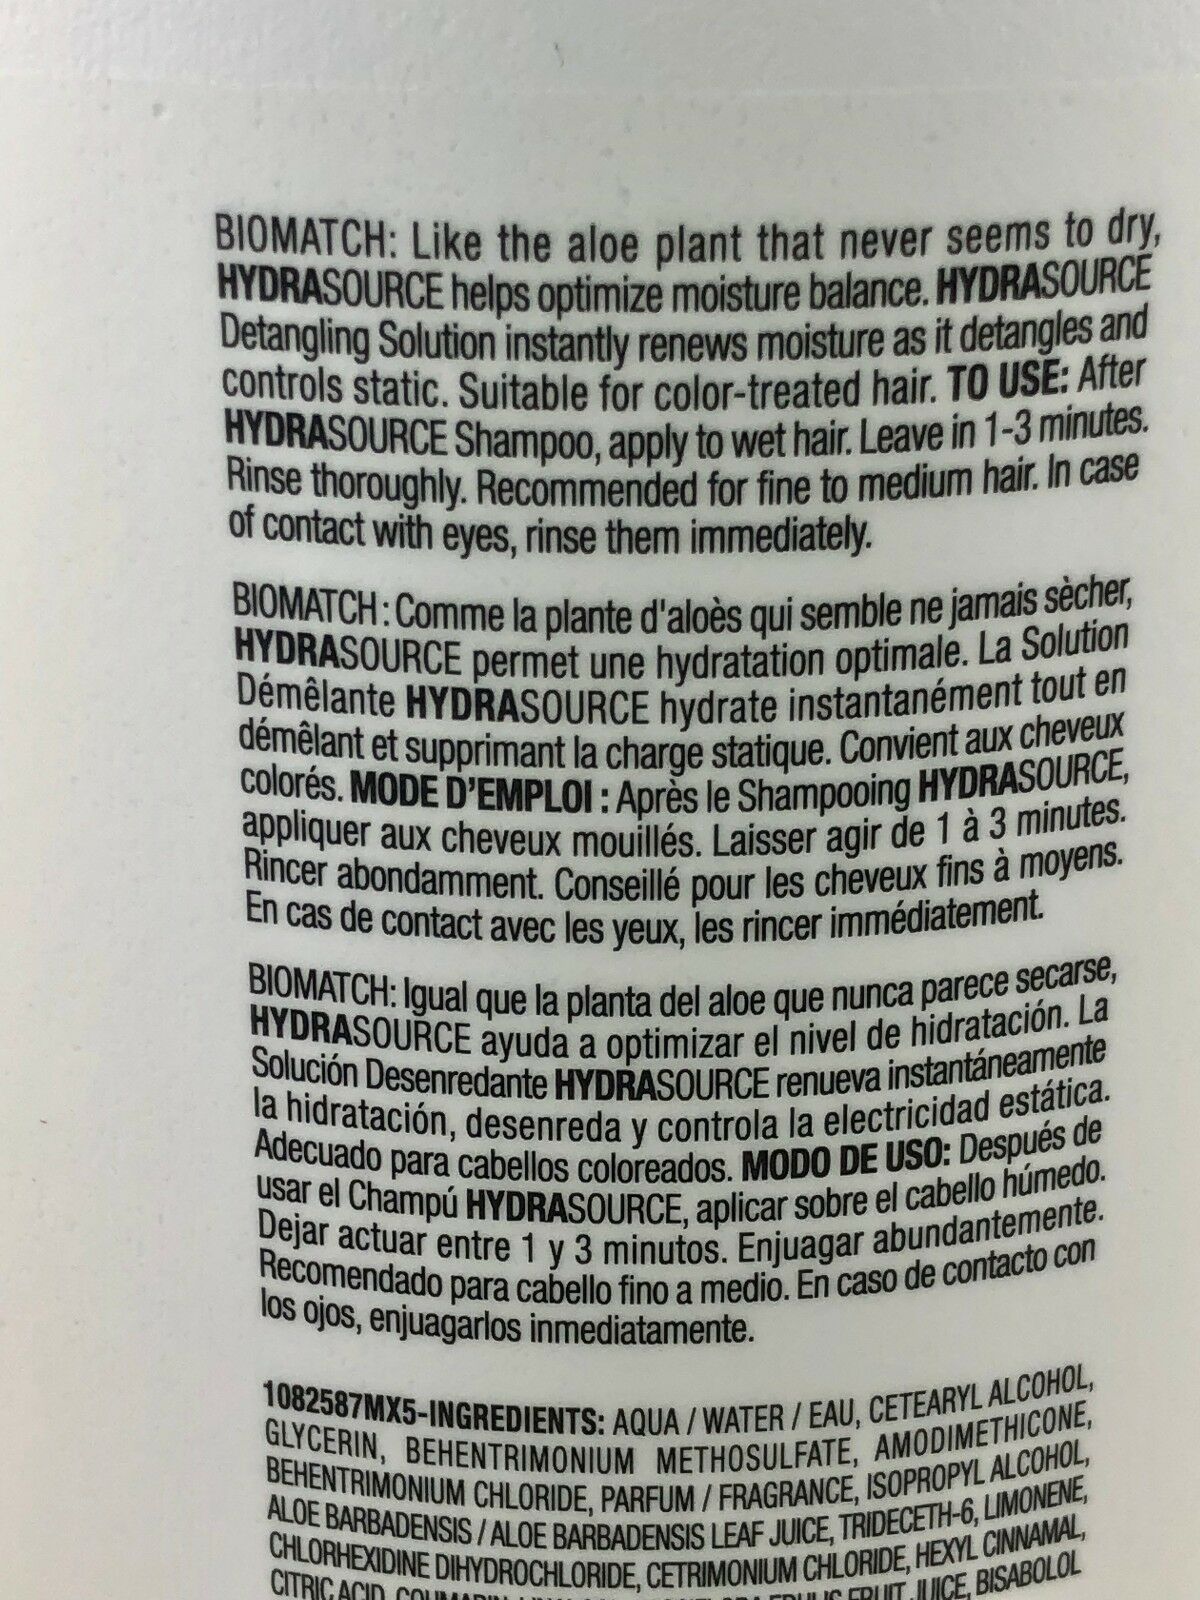 BIOMATCH: Like the aloe plant that never seems to dry,
HYDRASOURCE helps optimize moisture balance. HYDRASOURCE
Detangling Solution instantly renews moisture as it detangles and
controls static. Suitable for color-treated hair. TO USE: After
HYDRASOURCE Shampoo, apply to wet hair. Leave in 1-3 minutes.
Rinse thoroughly. Recommended for fine to medium hair. In case
of contact with eyes, rinse them immediately.
BIOMATCH : Comme la plante d'aloès qui semble ne jamais sècher,
HYDRASOURCE permet une hydratation optimale. La Solution
Démêlante HYDRASOURCE hydrate instantanément tout en
démêlant et supprimant la charge statique. Convient aux cheveux
colorés. MODE D'EMPLOI : Après le Shampooing HYDRASOURCE,
appliquer aux cheveux mouillés. Laisser agir de 1 à 3 minutes.
Rincer abondamment. Conseillé pour les cheveux fins à moyens.
En cas de contact avec les yeux, les rincer immédiatement.
BIOMATCH: Igual que la planta del aloe que nunca parece secarse,
HYDRASOURCE ayuda a optimizar el nivel de hidratación. La
Solución Desenredante HYDRASOURCE renueva instantáneamente
la hidratación, desenreda y controla la electricidad estática.
Adecuado para cabellos coloreados. MODO DE USO: Después de
usar el Champú HYDRASOURCE, aplicar sobre el cabello húmedo.
Dejar actuar entre 1 y 3 minutos. Enjuagar abundantemente.
Recomendado para cabello fino a medio. En caso de contacto con
los ojos, enjuagarlos inmediatamente.
1082587MX5-INGREDIENTS: AQUA / WATER / EAU, CETEARYL ALCOHOL,
GLYCERIN, BEHENTRIMONIUM METHOSULFATE, AMODIMETHICONE,
BEHENTRIMONIUM CHLORIDE, PARFUM / FRAGRANCE, ISOPROPYL ALCOHOL,
ALOE BARBADENSIS / ALOE BARBADENSIS LEAF JUICE, TRIDECETH-6, LIMONENE,
CHLORHEXIDINE DIHYDROCHLORIDE, CETRIMONIUM CHLORIDE, HEXYL CINNAMAL,
CITRIC ACID, COUMARIN, FRUIT JUICE, BISABOLOL